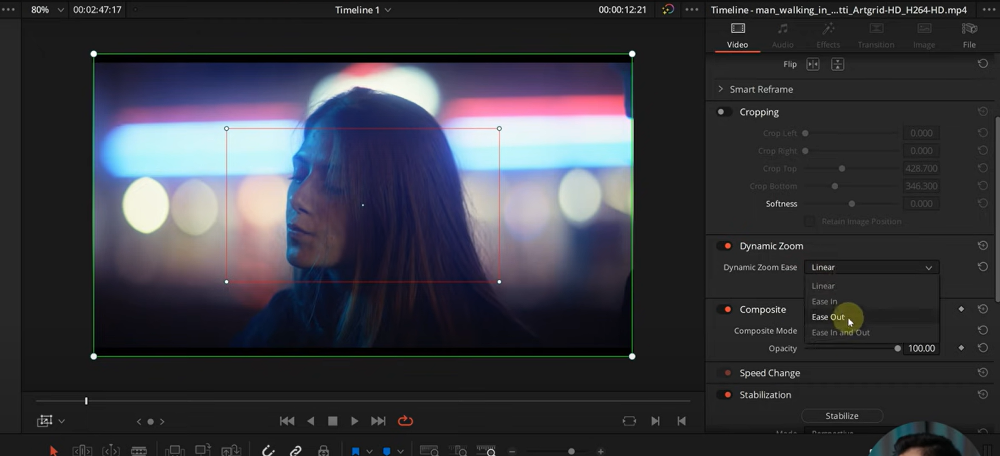 80%
00:02:47:17
Timeline 1
00:00:12:21
Timeline - man_walking_in_...tti_Artgrid-HD_H264-HD.mp4
Video
Audio
Effects
Transition
Image
File
Flip
Smart Reframe
Cropping
Crop Left 0.000
Crop Right 0.000
Crop Top 428.700
Crop Bottom 346.300
Softness 0.000
Retain Image Position
Dynamic Zoom
Dynamic Zoom Ease Linear
Linear
Ease In
Ease Out
Ease In and Out
Composite
Composite Mode
Opacity 100.00
Speed Change
Stabilization
Stabilize
Mode Perspective